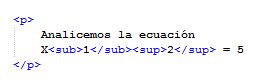 <p>
Analicemos la ecuación
X<sub>1</sub><sup>2</sup> = 5
</p>